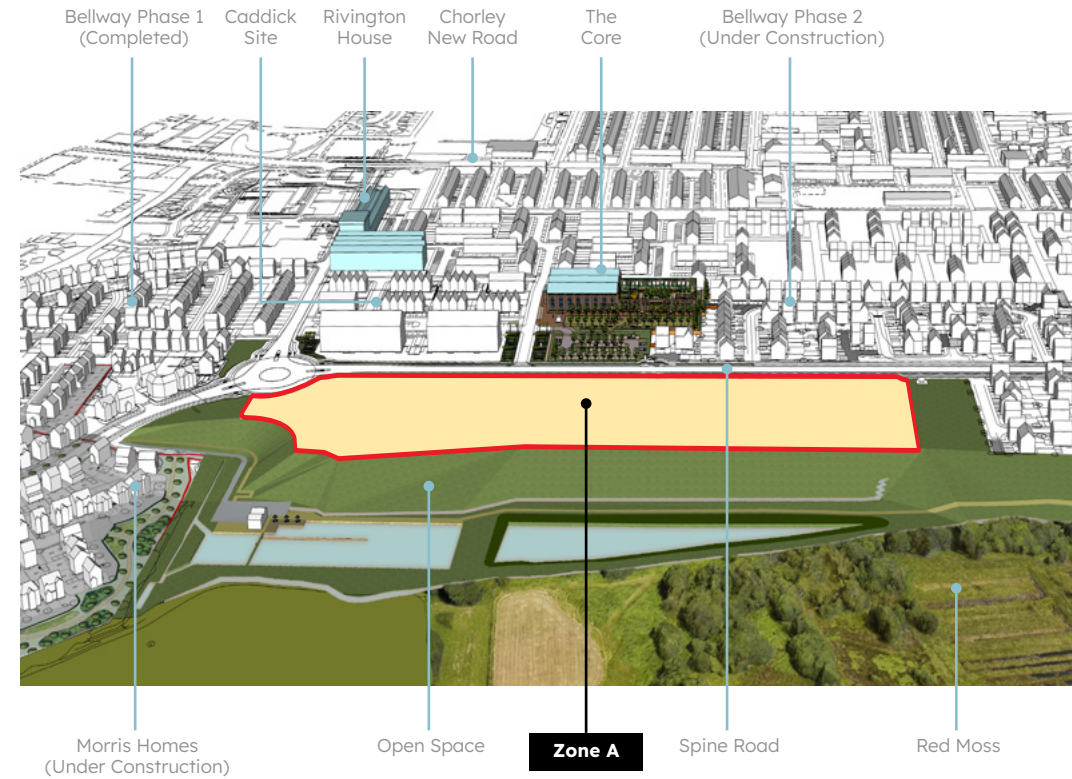 Bellway Phase 1
(Completed)
Caddick
Site
Rivington
House
Chorley
New Road
The
Core
Bellway Phase 2
(Under Construction)
Morris Homes
(Under Construction)
Open Space
Zone A
Spine Road
Red Moss